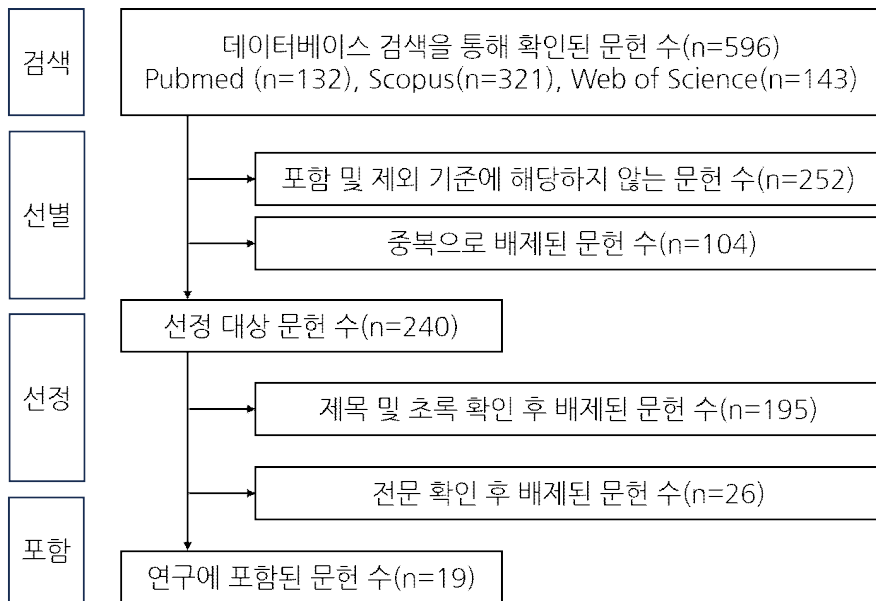 검색
데이터베이스 검색을 통해 확인된 문헌 수(n=596)
Pubmed (n=132), Scopus(n=321), Web of Science(n=143)
선별
포함 및 제외 기준에 해당하지 않는 문헌 수(n=252)
중복으로 배제된 문헌 수(n=104)
선정 대상 문헌 수(n=240)
선정
제목 및 초록 확인 후 배제된 문헌 수(n=195)
전문 확인 후 배제된 문헌 수(n=26)
포함
연구에 포함된 문헌 수(n=19)